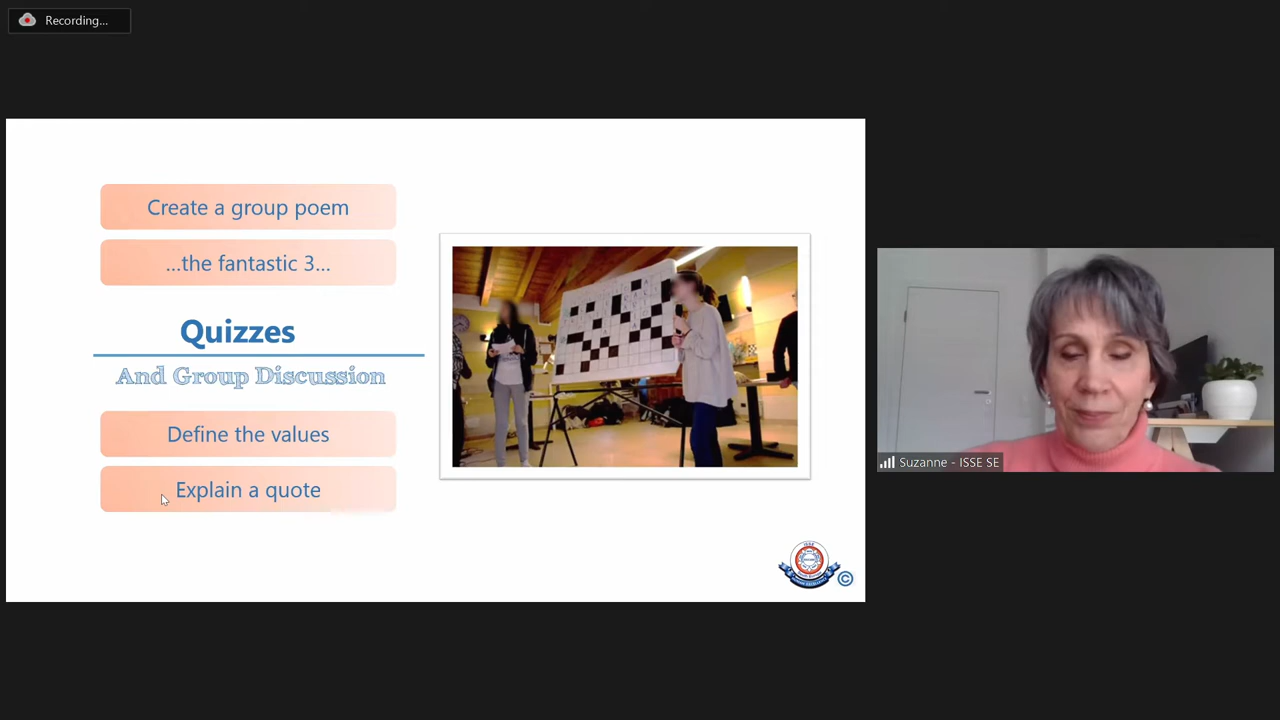 Recording...
Create a group poem
...the fantastic 3...
Quizzes
And Group Discussion
Define the values
Explain a quote
©
Suzanne - ISSE SE